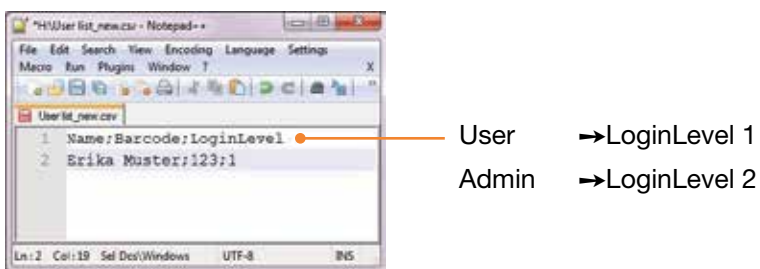 *H:\User list_new.csv - Notepad++
File Edit Search View Encoding Language Settings
Macro Run Plugins Window ? X
User list_new.csv
1 Name;Barcode;LoginLevel
2 Erika Muster;123;1
User →LoginLevel 1
Admin →LoginLevel 2
Ln:2 Col:19 Sel Dos\Windows UTF-8 INS